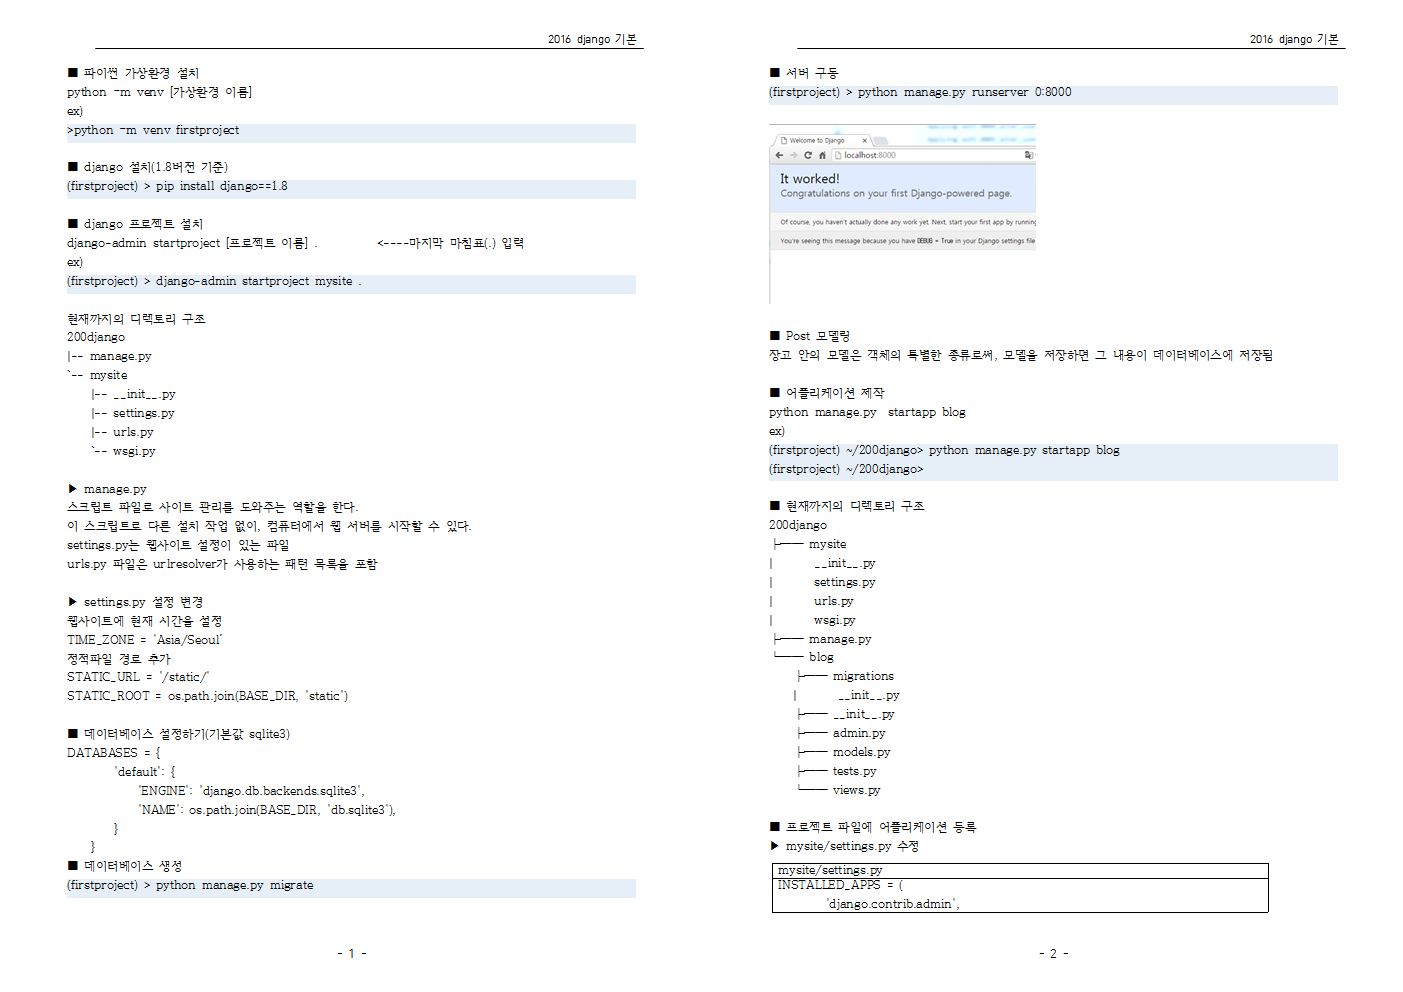 2016 django 기본
■ 파이썬 가상환경 설치
python -m venv [가상환경 이름]
ex)
>python -m venv firstproject
■ django 설치(1.8버전 기준)
(firstproject) > pip install django==1.8
■ django 프로젝트 설치
django-admin startproject [프로젝트 이름] . <----마지막 마침표(.) 입력
ex)
(firstproject) > django-admin startproject mysite .
현재까지의 디렉토리 구조
200django
|-- manage.py
`-- mysite
|-- __init__.py
|-- settings.py
|-- urls.py
`-- wsgi.py
▶ manage.py
스크립트 파일로 사이트 관리를 도와주는 역할을 한다.
이 스크립트로 다른 설치 작업 없이, 컴퓨터에서 웹 서버를 시작할 수 있다.
settings.py는 웹사이트 설정이 있는 파일
urls.py 파일은 urlresolver가 사용하는 패턴 목록을 포함
▶ settings.py 설정 변경
웹사이트에 현재 시간을 설정
TIME_ZONE = 'Asia/Seoul'
정적파일 경로 추가
STATIC_URL = '/static/'
STATIC_ROOT = os.path.join(BASE_DIR, 'static')
■ 데이터베이스 설정하기(기본값 sqlite3)
DATABASES = {
'default': {
'ENGINE': 'django.db.backends.sqlite3',
'NAME': os.path.join(BASE_DIR, 'db.sqlite3'),
}
}
■ 데이터베이스 생성
(firstproject) > python manage.py migrate
- 1 -
2016 django 기본
■ 서버 구동
(firstproject) > python manage.py runserver 0:8000
Welcome to Django
localhost:8000
It worked!
Congratulations on your first Django-powered page.
Of course, you haven't actually done any work yet. Next, start your first app by running
You're seeing this message because you have DEBUG = True in your Django settings file
■ Post 모델링
장고 안의 모델은 객체의 특별한 종류로써, 모델을 저장하면 그 내용이 데이터베이스에 저장됨
■ 어플리케이션 제작
python manage.py startapp blog
ex)
(firstproject) ~/200django> python manage.py startapp blog
(firstproject) ~/200django>
■ 현재까지의 디렉토리 구조
200django
├── mysite
| __init__.py
| settings.py
| urls.py
| wsgi.py
├── manage.py
└── blog
├── migrations
| __init__.py
├── __init__.py
├── admin.py
├── models.py
├── tests.py
└── views.py
■ 프로젝트 파일에 어플리케이션 등록
▶ mysite/settings.py 수정
mysite/settings.py
INSTALLED_APPS = (
'django.contrib.admin',
- 2 -